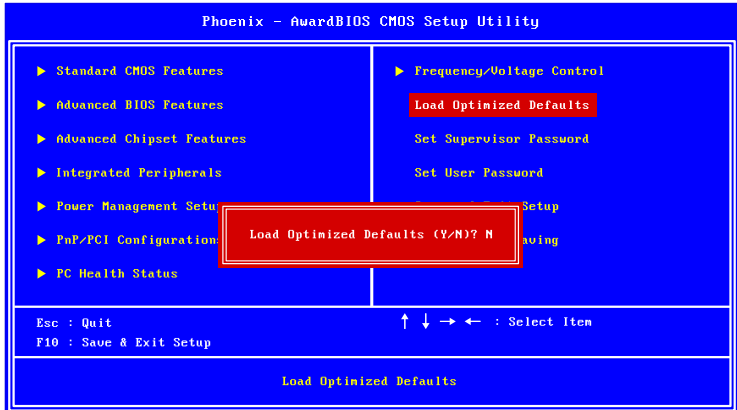 Phoenix - AwardBIOS CMOS Setup Utility
Standard CMOS Features
Advanced BIOS Features
Advanced Chipset Features
Integrated Peripherals
Power Management Setu
PnP/PCI Configuration
PC Health Status
Frequency/Voltage Control
Load Optimized Defaults
Set Supervisor Password
Set User Password
Setup
aving
Load Optimized Defaults (Y/N)? N
Esc : Quit
F10 : Save & Exit Setup
↑ ↓ → ← : Select Item
Load Optimized Defaults